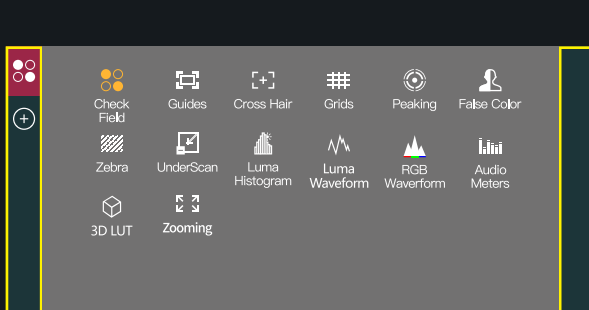 Check
Field
Guides
Cross Hair
Grids
Peaking
False Color
Zebra
UnderScan
Luma
Histogram
Luma
Waveform
RGB
Waverform
Audio
Meters
3D LUT
Zooming